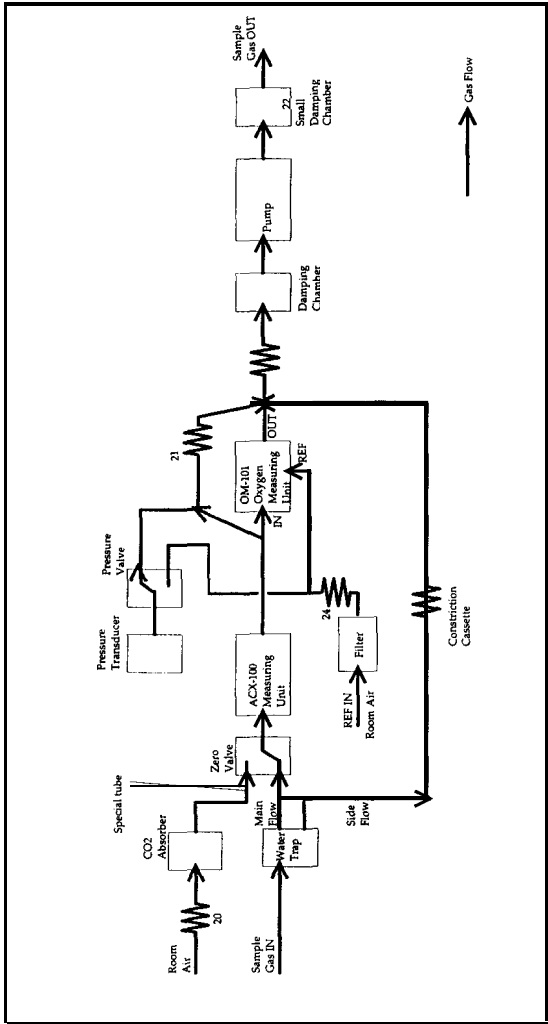 Room
Air
20
CO2
Absorber
Special tube
Zero
Valve
Pressure
Transducer
Pressure
Valve
21
Sample
Gas IN
Water
Trap
Main
Flow
Side
Flow
ACX-100
Measuring
Unit
IN
OM-101
Oxygen
Measuring
Unit
OUT
REF
REF IN
Room Air
Filter
24
Constriction
Cassette
Damping
Chamber
Pump
22
Small
Damping
Chamber
Sample
Gas OUT
Gas Flow